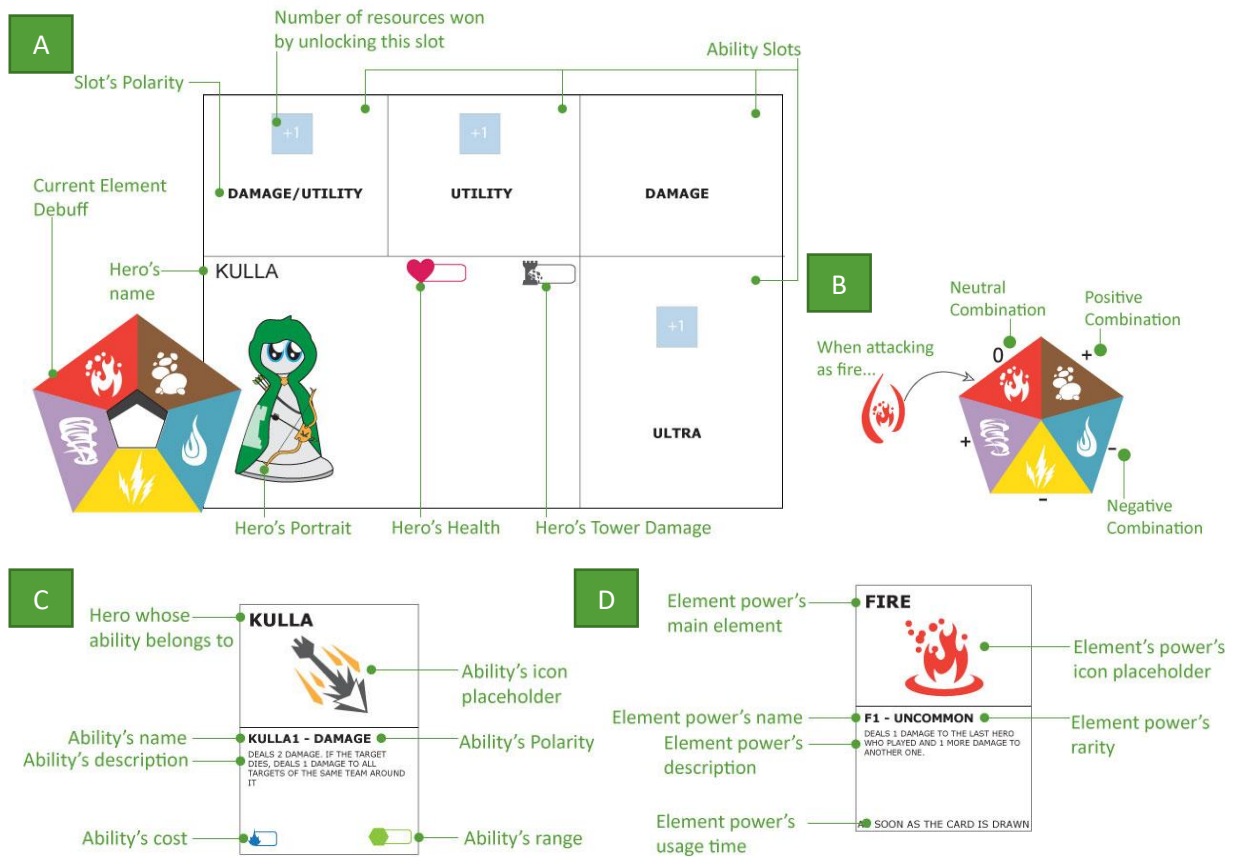 A
Number of resources won
by unlocking this slot
Ability Slots
Slot's Polarity
+1
+1
Current Element
Debuff
DAMAGE/UTILITY
UTILITY
DAMAGE
Hero's
name
KULLA
+1
ULTRA
Hero's Portrait
Hero's Health
Hero's Tower Damage
B
Neutral
Combination
Positive
Combination
When attacking
as fire...
0
+
+
-
-
Negative
Combination
C
Hero whose
ability belongs to
KULLA
Ability's icon
placeholder
Ability's name
KULLA1 - DAMAGE
Ability's Polarity
Ability's description
DEALS 2 DAMAGE. IF THE TARGET
DIES, DEALS 1 DAMAGE TO ALL
TARGETS OF THE SAME TEAM AROUND
IT
Ability's cost
Ability's range
D
Element power's
main element
FIRE
Element's power's
icon placeholder
Element power's name
F1 - UNCOMMON
Element power's
rarity
Element power's
description
DEALS 1 DAMAGE TO THE LAST HERO
WHO PLAYED AND 1 MORE DAMAGE TO
ANOTHER ONE.
Element power's
usage time
AS SOON AS THE CARD IS DRAWN